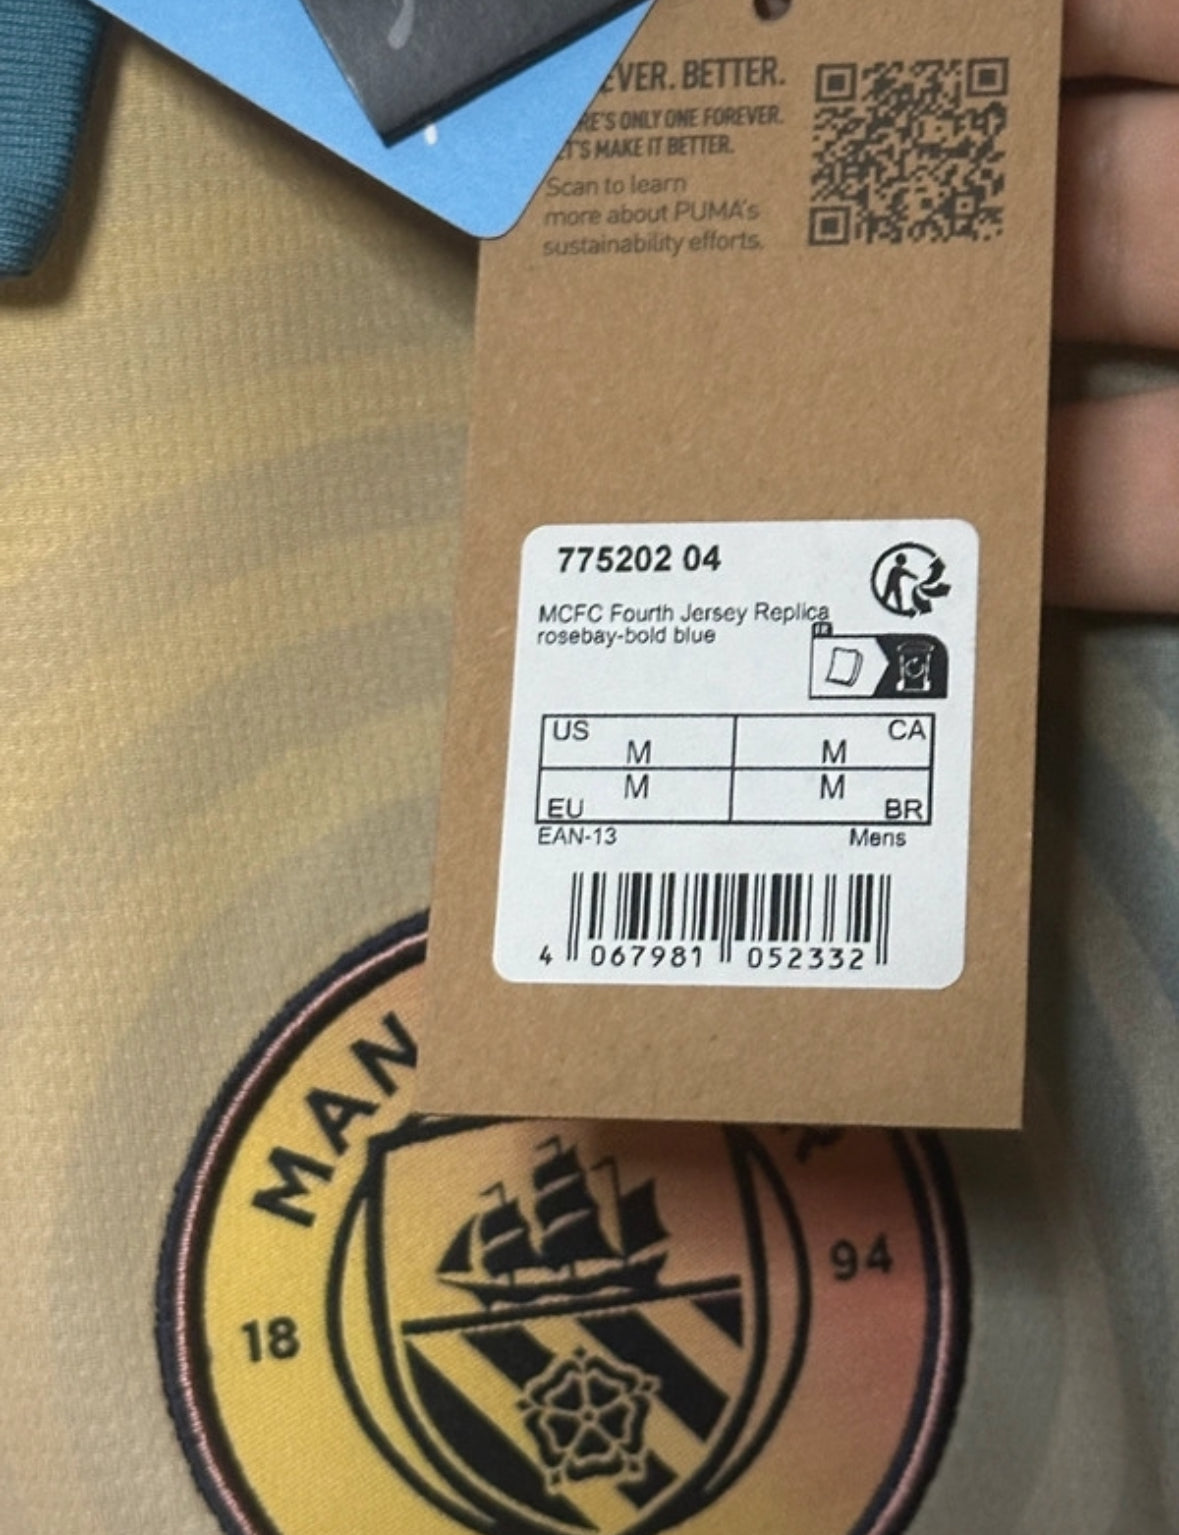 EVER. BETTER.
RE'S ONLY ONE FOREVER.
T'S MAKE IT BETTER.
Scan to learn
more about PUMA's
sustainability efforts.
775202 04
MCFC Fourth Jersey Replica
rosebay-bold blue
FR
US M M CA
EU M M BR
EAN-13 Mens
4 067981 052332
MAN
18 94